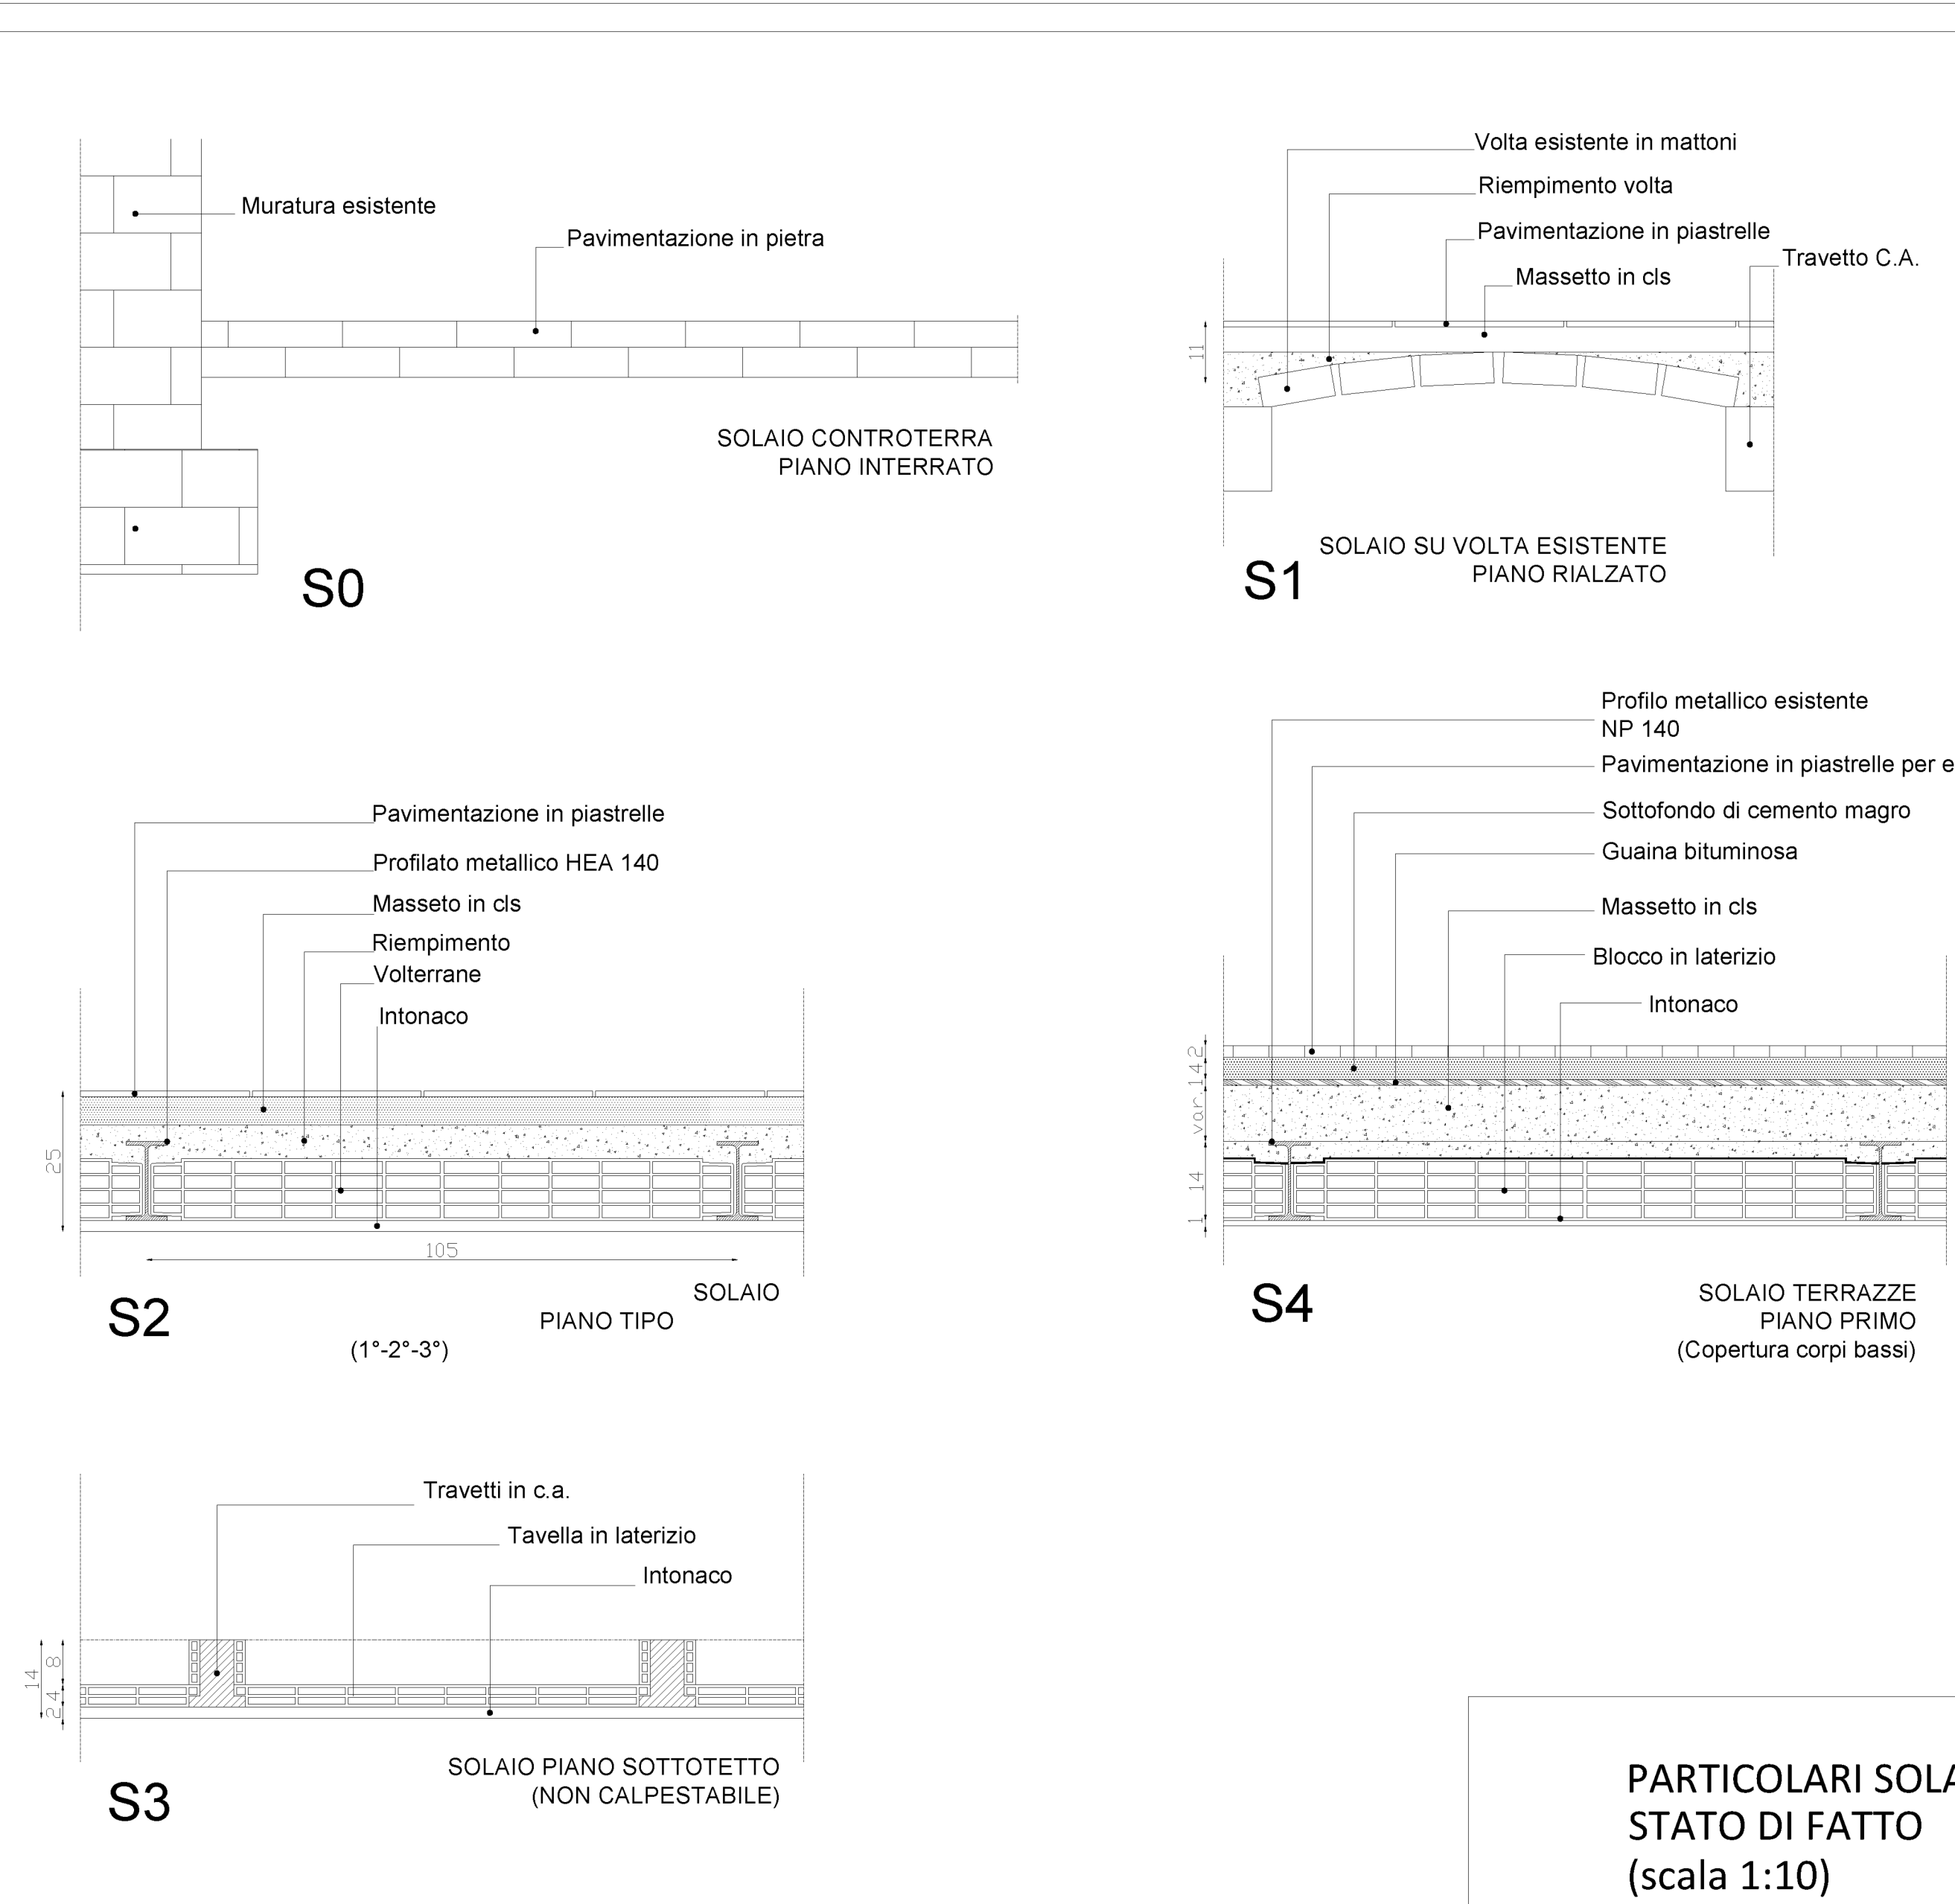 Muratura esistente
Pavimentazione in pietra
SOLAIO CONTROTERRA
PIANO INTERRATO
S0
Volta esistente in mattoni
Riempimento volta
Pavimentazione in piastrelle
Travetto C.A.
Massetto in cls
11
SOLAIO SU VOLTA ESISTENTE
PIANO RIALZATO
S1
Pavimentazione in piastrelle
Profilato metallico HEA 140
Masseto in cls
Riempimento
Volterrane
Intonaco
25
105
SOLAIO
PIANO TIPO
(1°-2°-3°)
S2
Profilo metallico esistente
NP 140
Pavimentazione in piastrelle per e
Sottofondo di cemento magro
Guaina bituminosa
Massetto in cls
Blocco in laterizio
Intonaco
2
4
1
var.
14
1
S4
SOLAIO TERRAZZE
PIANO PRIMO
(Copertura corpi bassi)
Travetti in c.a.
Tavella in laterizio
Intonaco
14
8
4
2
SOLAIO PIANO SOTTOTETTO
(NON CALPESTABILE)
S3
PARTICOLARI SOLA
STATO DI FATTO
(scala 1:10)